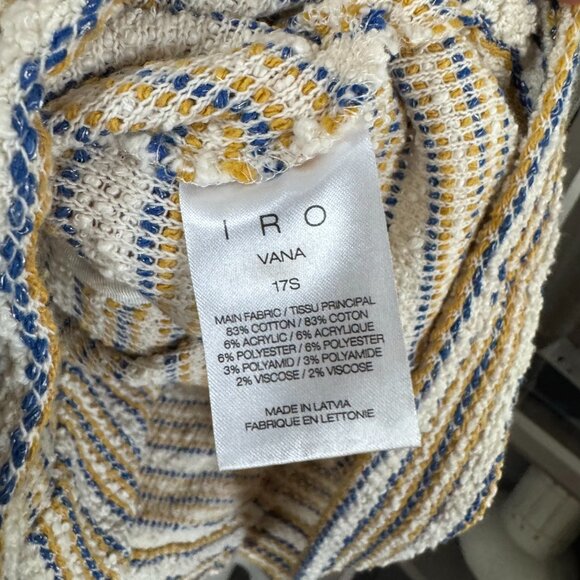 IRO
VANA
17S
MAIN FABRIC / TISSU PRINCIPAL
83% COTTON / 83% COTON
6% ACRYLIC / 6% ACRYLIQUE
6% POLYESTER / 6% POLYESTER
3% POLYAMID / 3% POLYAMIDE
2% VISCOSE / 2% VISCOSE
MADE IN LATVIA
FABRIQUE EN LETTONIE